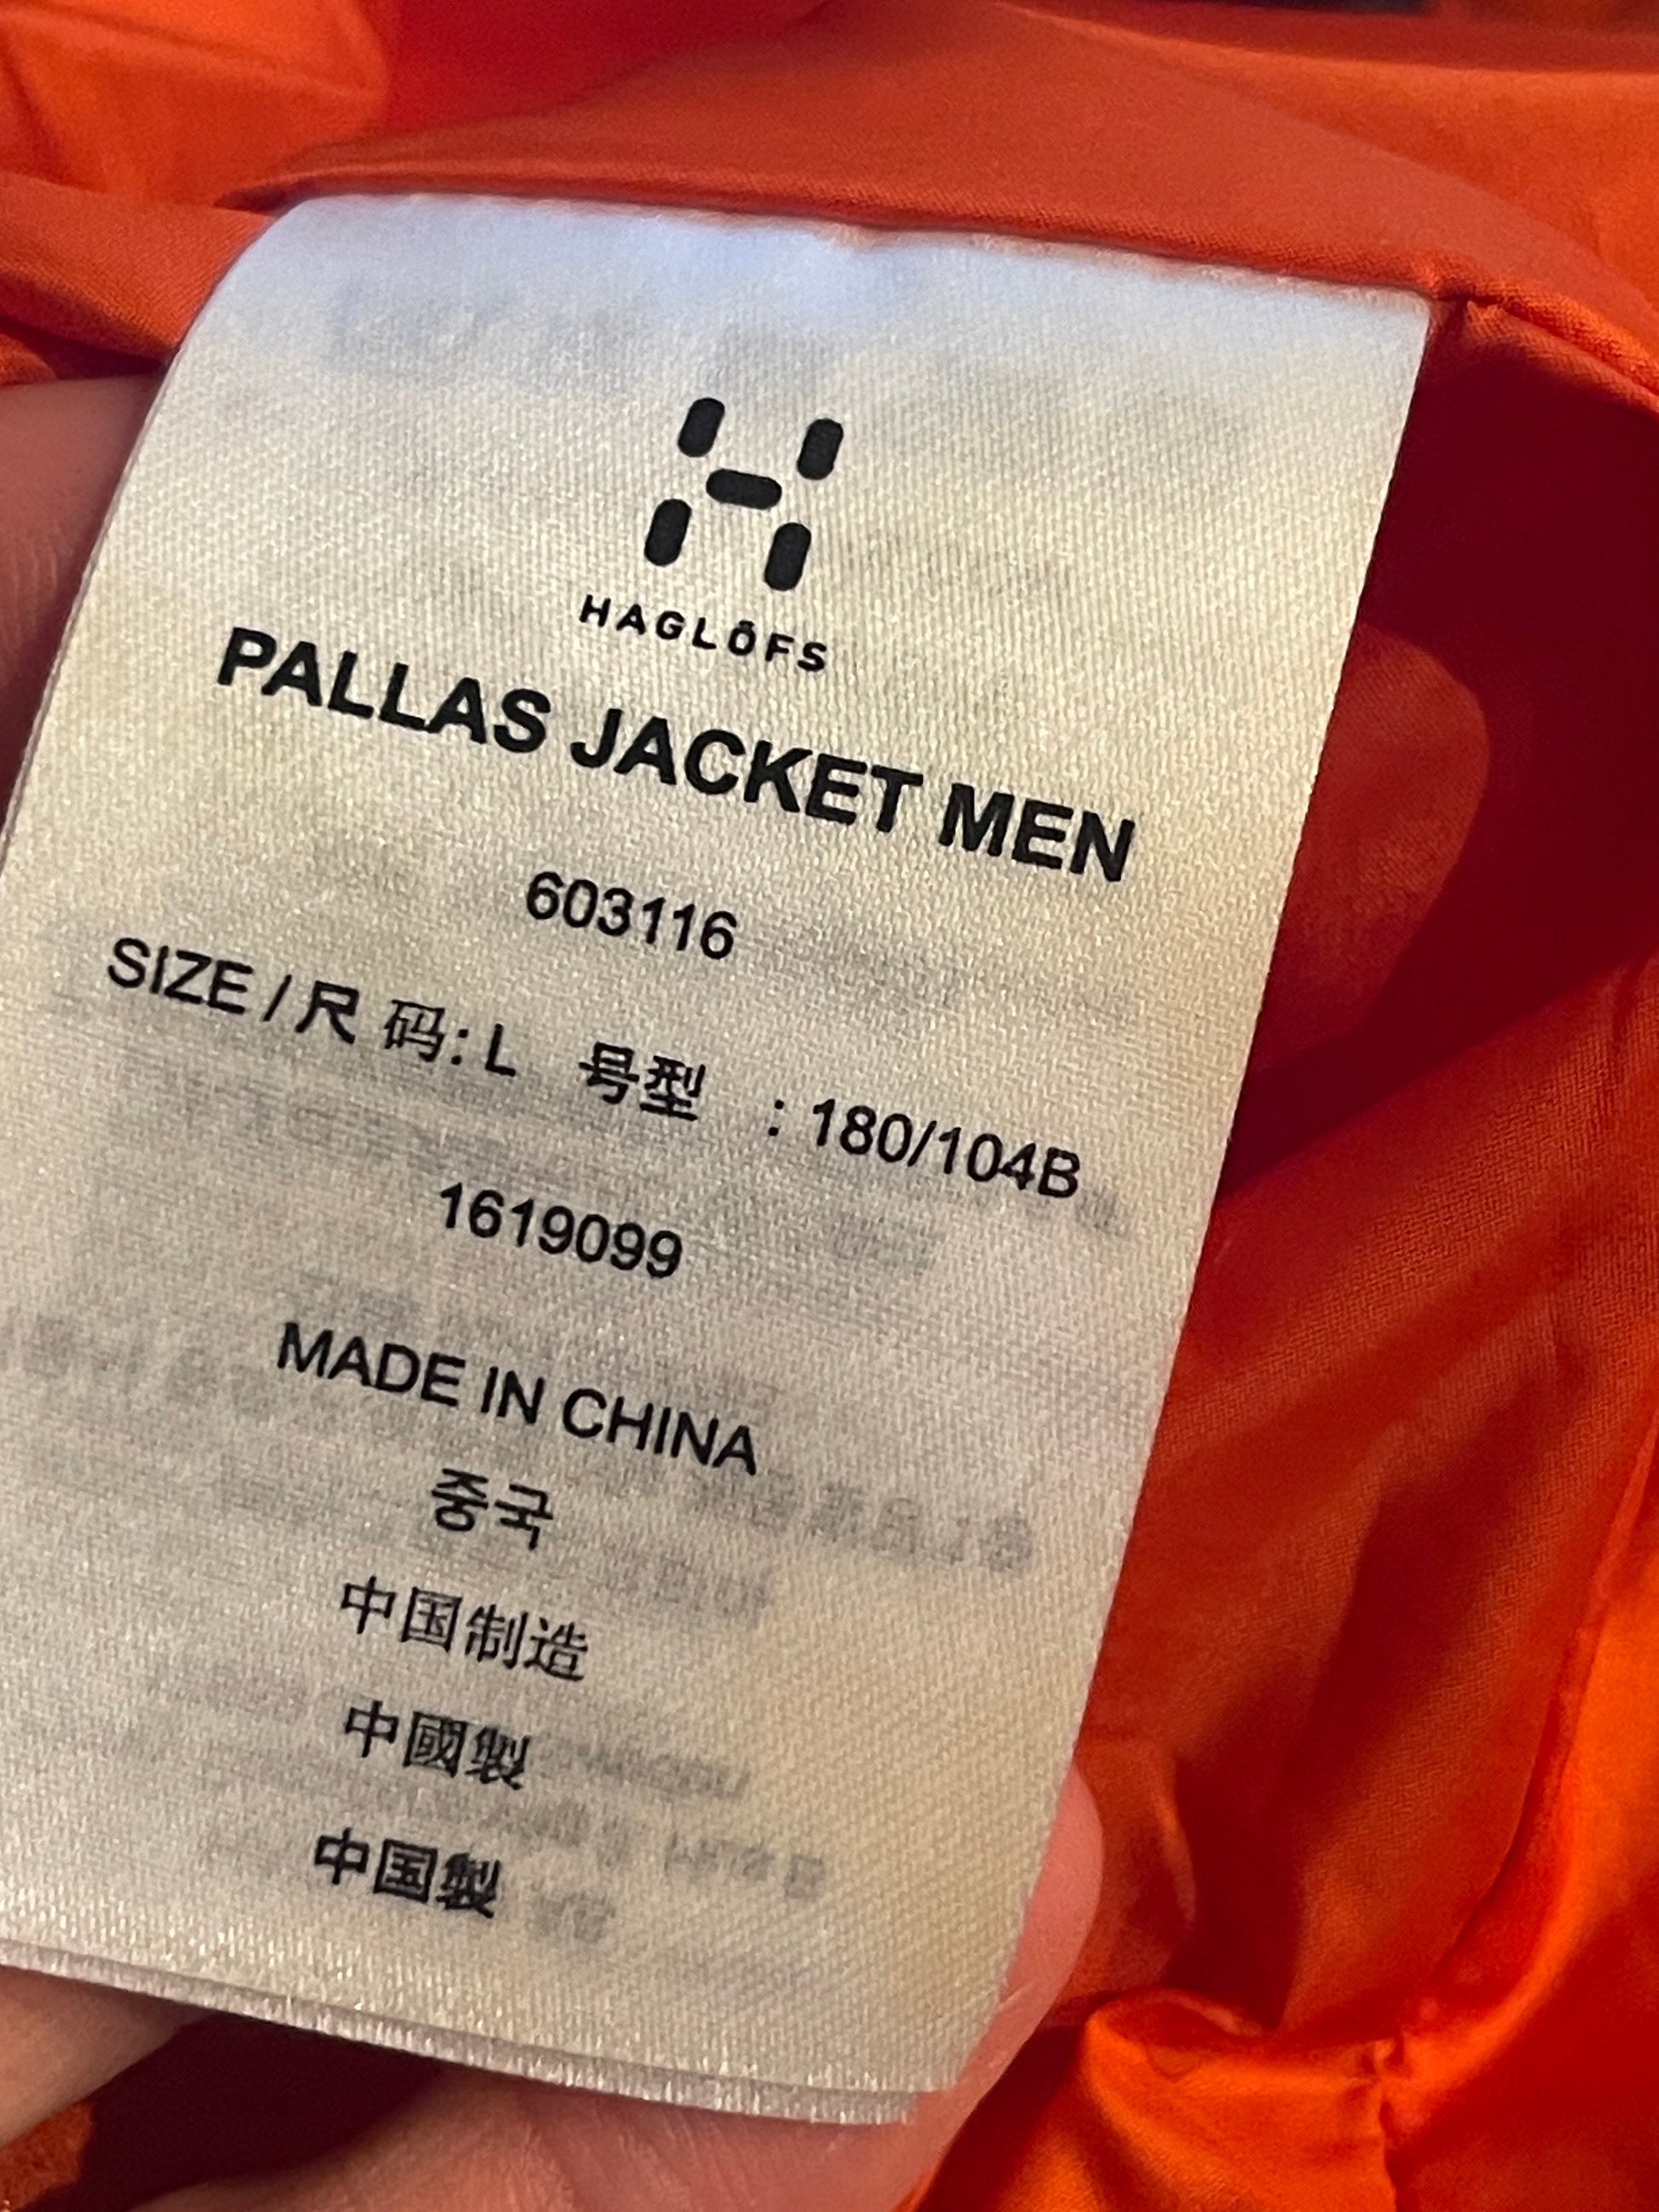 HAGLÖFS
PALLAS JACKET MEN
603116
SIZE / 尺 码: L 号型 : 180/104B
1619099
MADE IN CHINA
중국
中国制造
中國製
中国製